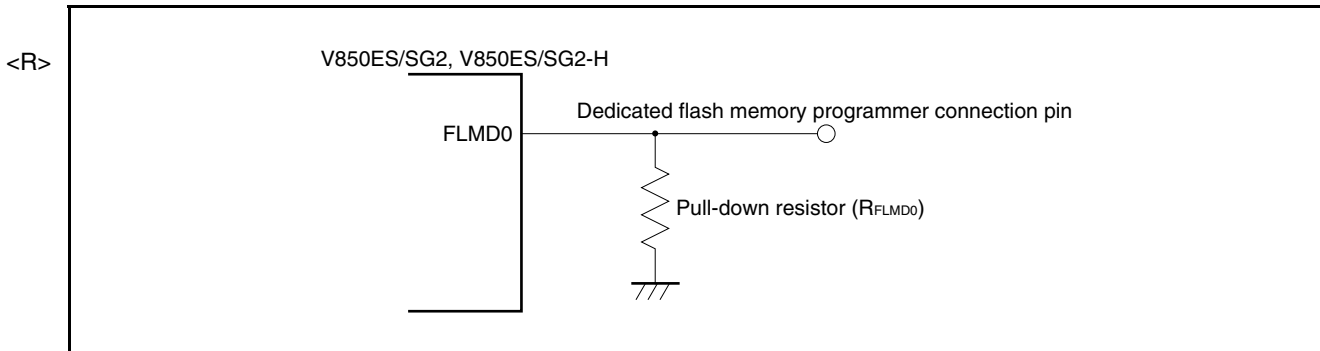 <R>
V850ES/SG2, V850ES/SG2-H
Dedicated flash memory programmer connection pin
FLMD0
Pull-down resistor (RFLMD0)